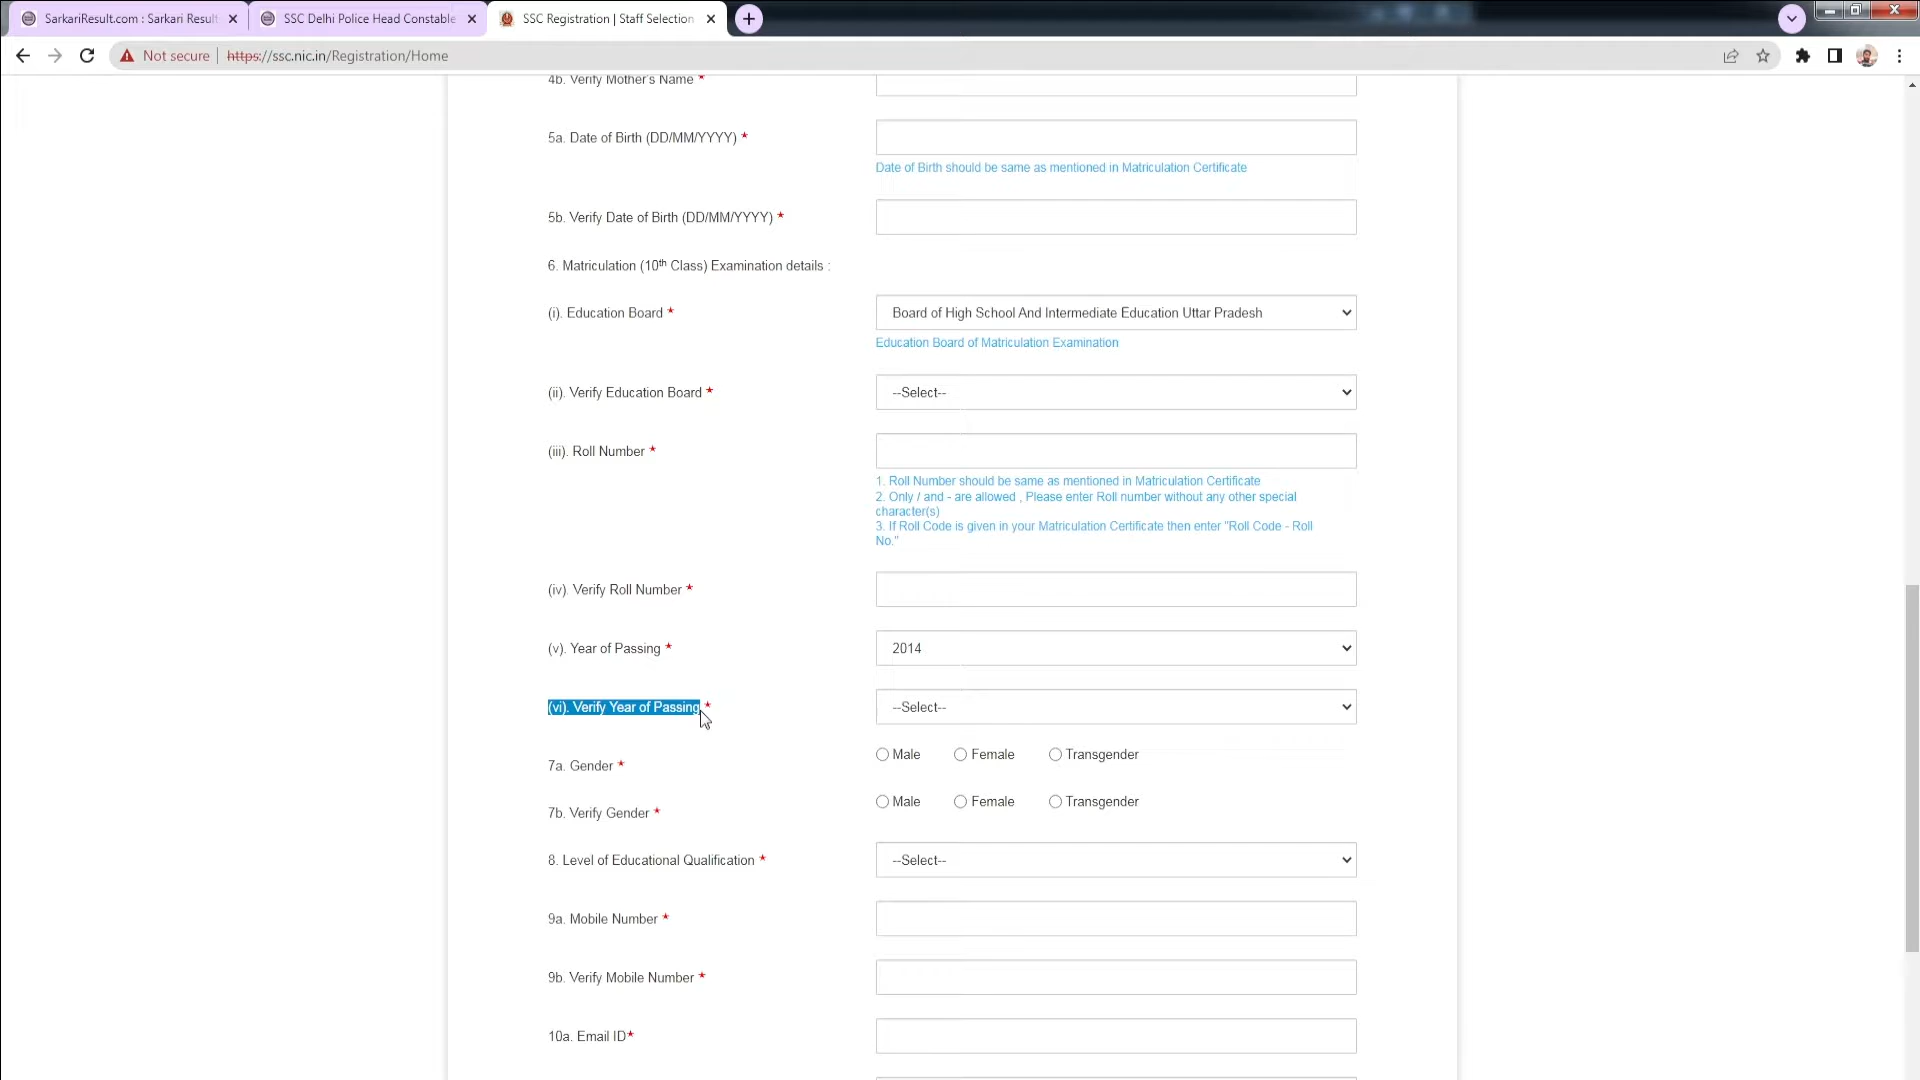 SarkariResult.com : Sarkari Resul
SSC Delhi Police Head Constable
SSC Registration | Staff Selection
Not secure
https://ssc.nic.in/Registration/Home
4b. Verify Mother's Name *
5a. Date of Birth (DD/MM/YYYY) *
Date of Birth should be same as mentioned in Matriculation Certificate
5b. Verify Date of Birth (DD/MM/YYYY) *
6. Matriculation (10th Class) Examination details :
(i). Education Board *
Board of High School And Intermediate Education Uttar Pradesh
Education Board of Matriculation Examination
(ii). Verify Education Board *
--Select--
(iii). Roll Number *
1. Roll Number should be same as mentioned in Matriculation Certificate
2. Only / and - are allowed , Please enter Roll number without any other special
character(s)
3. If Roll Code is given in your Matriculation Certificate then enter "Roll Code - Roll
No."
(iv). Verify Roll Number *
(v). Year of Passing *
2014
(vi). Verify Year of Passing *
--Select--
7a. Gender *
Male Female Transgender
7b. Verify Gender *
Male Female Transgender
8. Level of Educational Qualification *
--Select--
9a. Mobile Number *
9b. Verify Mobile Number *
10a. Email ID*